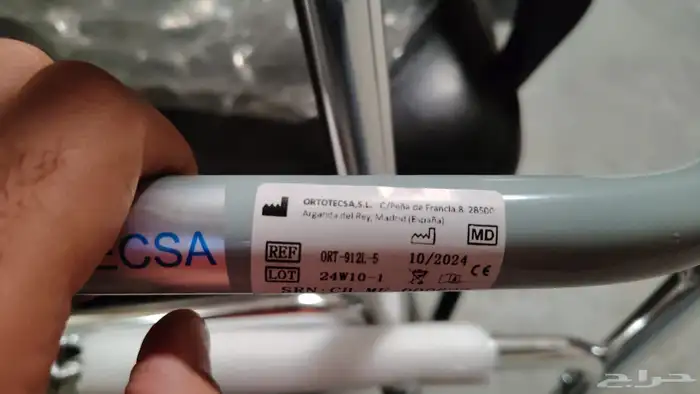 ORTOTECSA, S.L. C/Peña de Francia,8. 28500
Arganda del Rey, Madrid (España)
MD
REF ORT-912L-5 10/2024
LOT 24W10-1 CE
ECSA
حراج